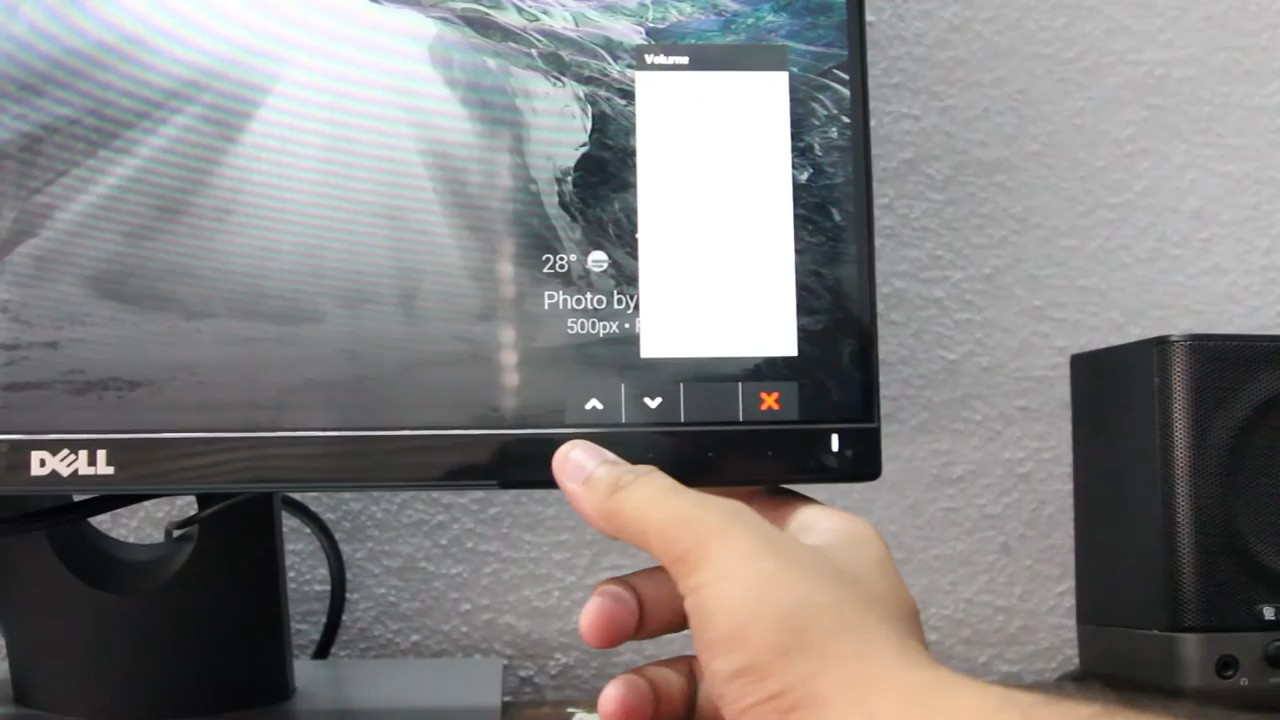 Volume
28°
Photo by
500px •
DELL